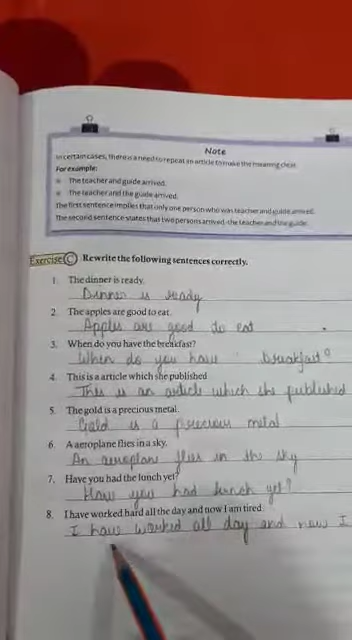 Note
In certain cases, there is a need to repeat an article to make the meaning clear.
For example:
The teacher and guide arrived.
The teacher and the guide arrived.
The first sentence implies that only one person who was teacher and guide arrived.
The second sentence states that two persons arrived-the teacher and the guide.
Exercise C Rewrite the following sentences correctly.
1. The dinner is ready.
Dinner is ready
2. The apples are good to eat.
Apples are good to eat
3. When do you have the breakfast?
When do you have breakfast?
4. This is a article which she published
This is an article which she published
5. The gold is a precious metal.
Gold is a precious metal
6. A aeroplane flies in a sky.
An aeroplane flies in the sky
7. Have you had the lunch yet?
Have you had lunch yet?
8. I have worked hard all the day and now I am tired.
I have worked all day and now I